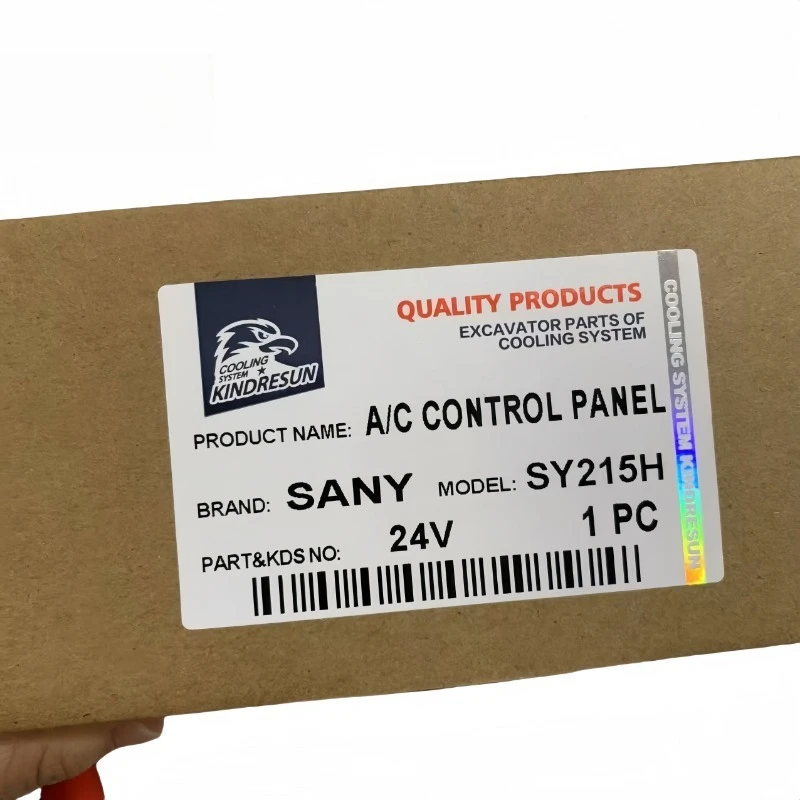 COOLING
SYSTEM
KINDRESUN
QUALITY PRODUCTS
EXCAVATOR PARTS OF
COOLING SYSTEM
PRODUCT NAME: A/C CONTROL PANEL
BRAND: SANY MODEL: SY215H
PART&KDS NO: 24V 1 PC
COOLING SYSTEM KINDRESUN